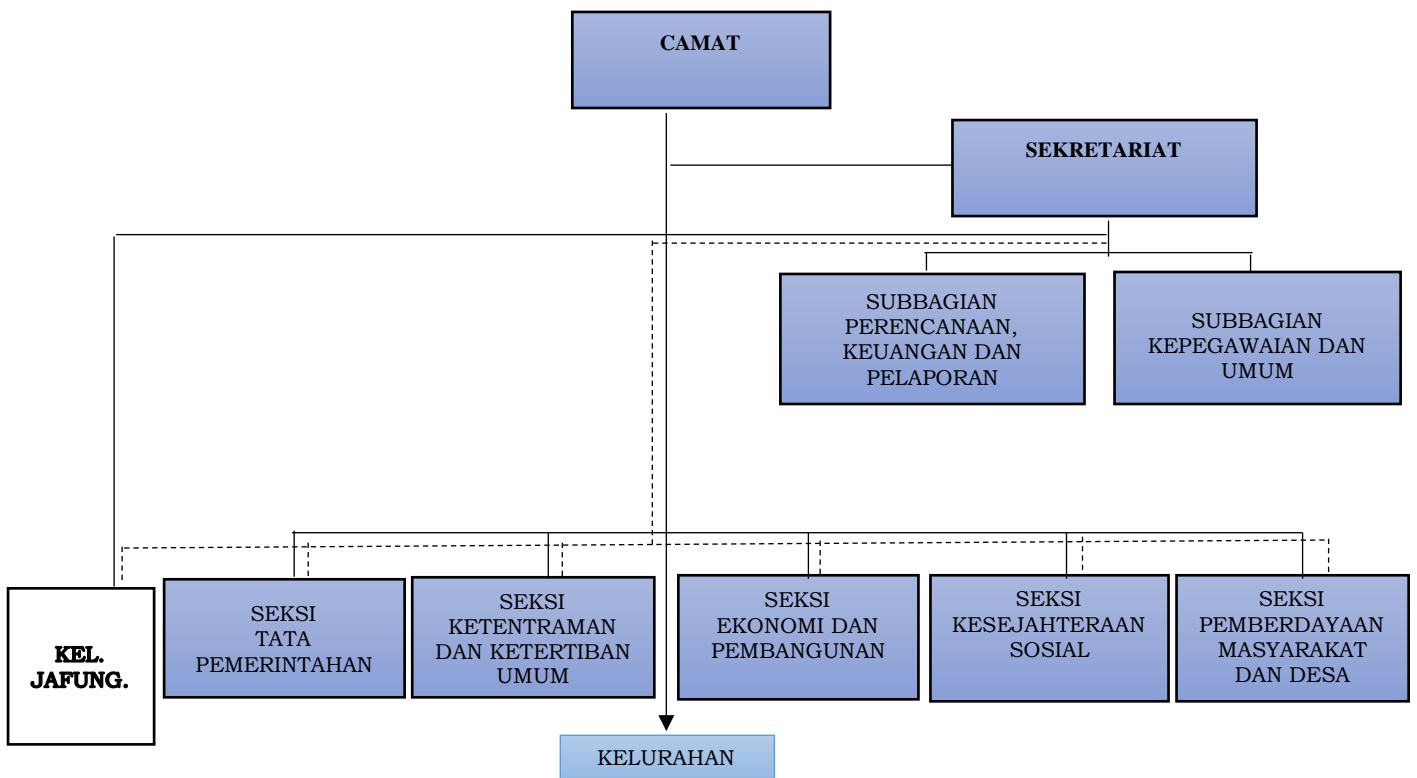 CAMAT
SEKRETARIAT
SUBBAGIAN
PERENCANAAN,
KEUANGAN DAN
PELAPORAN
SUBBAGIAN
KEPEGAWAIAN DAN
UMUM
KEL.
JAFUNG.
SEKSI
TATA
PEMERINTAHAN
SEKSI
KETENTRAMAN
DAN KETERTIBAN
UMUM
SEKSI
EKONOMI DAN
PEMBANGUNAN
SEKSI
KESEJAHTERAAN
SOSIAL
SEKSI
PEMBERDAYAAN
MASYARAKAT
DAN DESA
KELURAHAN